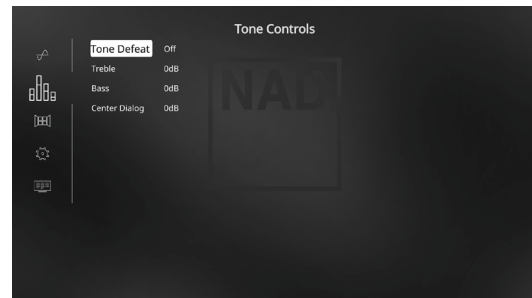 Tone Controls
Tone Defeat Off
Treble 0dB
Bass 0dB
Center Dialog 0dB
NAD